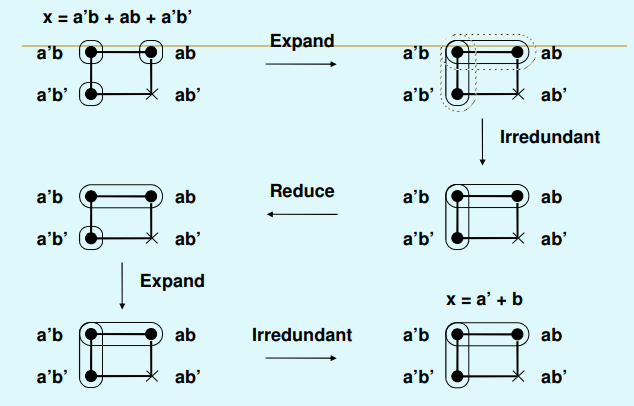 x = a’b + ab + a’b’
a’b ab Expand a’b ab
a’b’ ab’ a’b’ ab’
Irredundant
a’b ab Reduce a’b ab
a’b’ ab’ a’b’ ab’
Expand
x = a’ + b
a’b ab Irredundant a’b ab
a’b’ ab’ a’b’ ab’